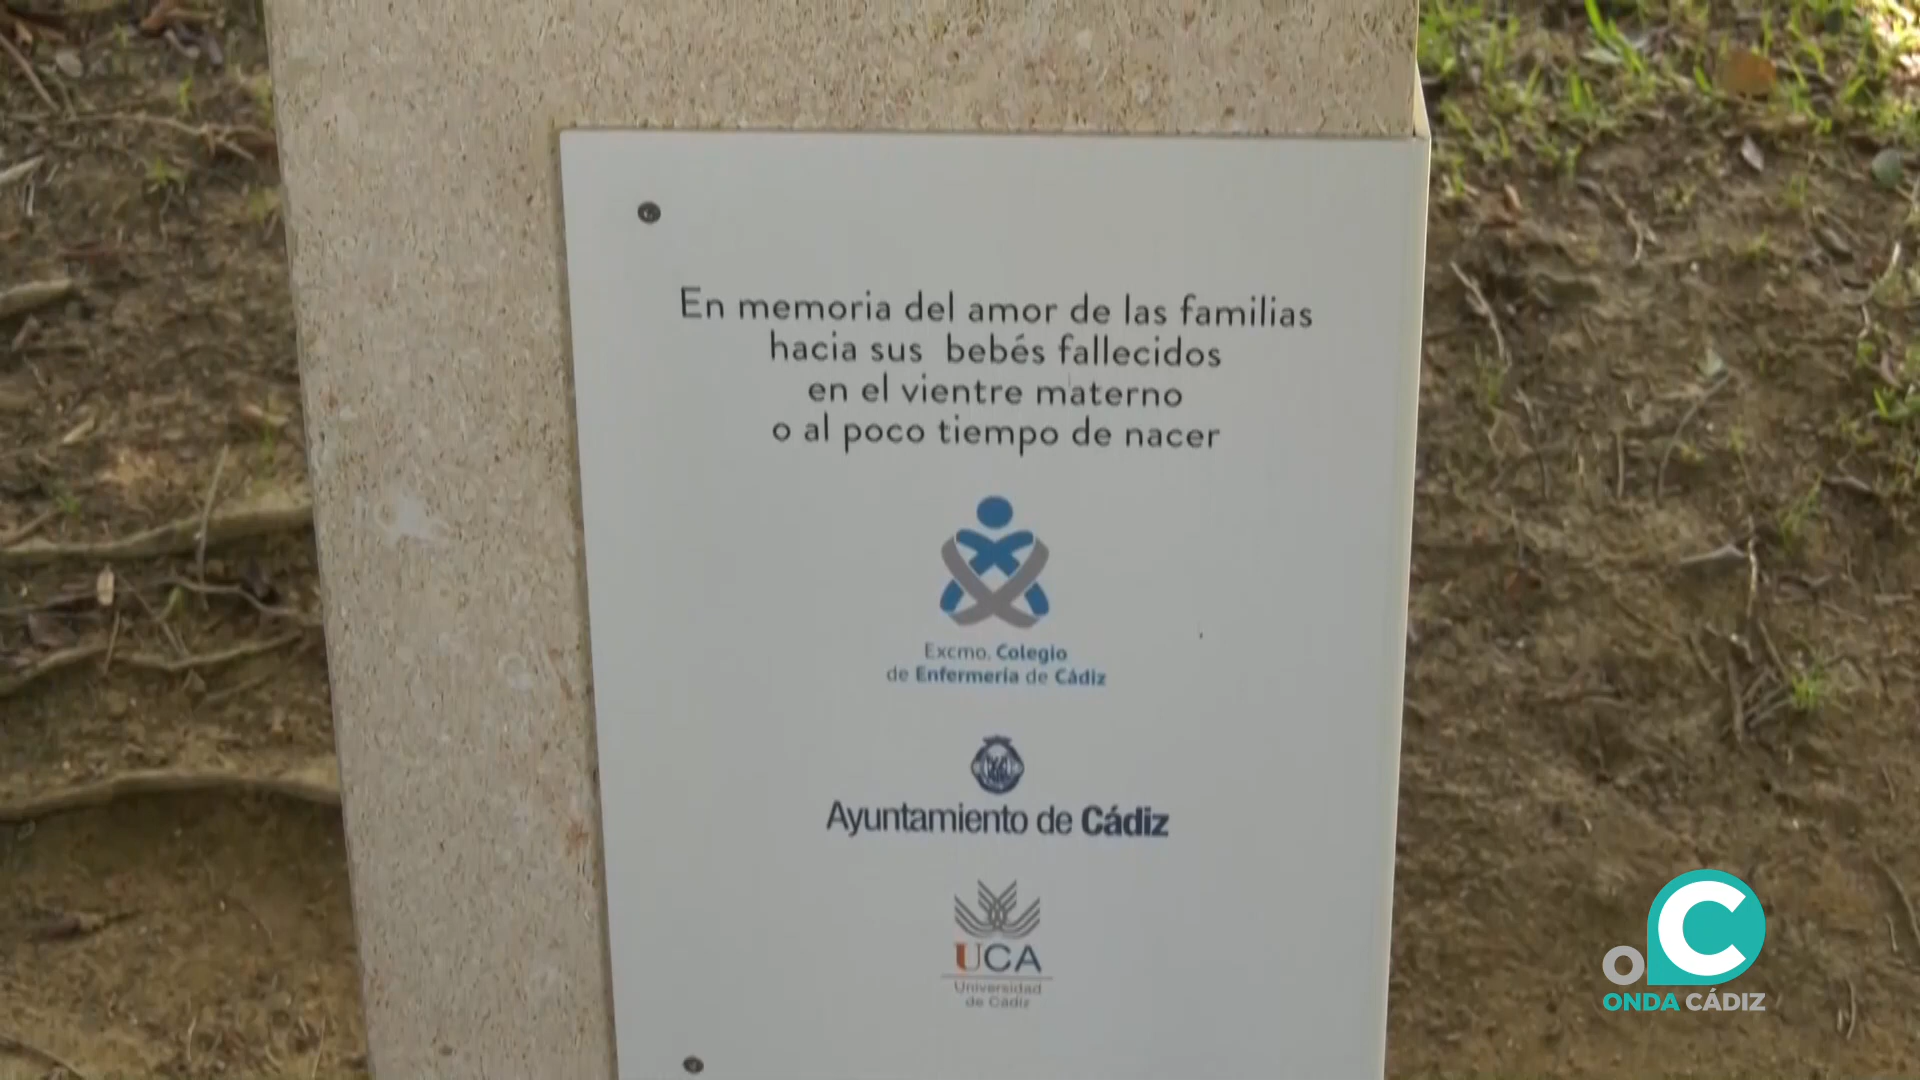 En memoria del amor de las familias
hacia sus bebés fallecidos
en el vientre materno
o al poco tiempo de nacer
Excmo. Colegio
de Enfermería de Cádiz
Ayuntamiento de Cádiz
UCA
Universidad
de Cádiz
OC
ONDA CÁDIZ